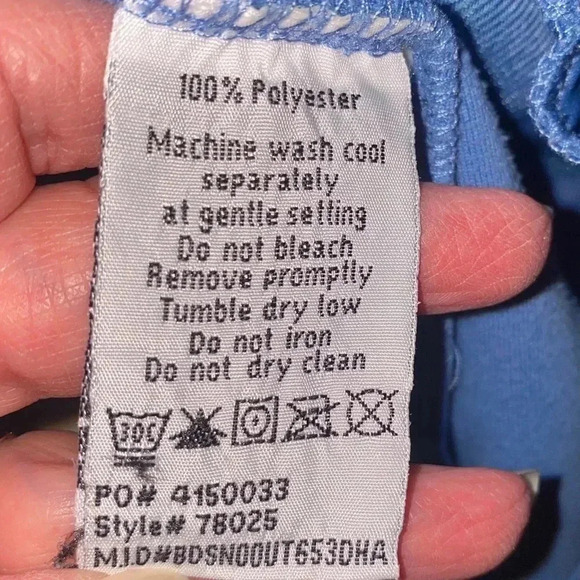 100% Polyester
Machine wash cool
separately
at gentle setting
Do not bleach
Remove promptly
Tumble dry low
Do not iron
Do not dry clean
30C
PO# 4150033
Style# 78025
MID#BDSN00UT653DHA